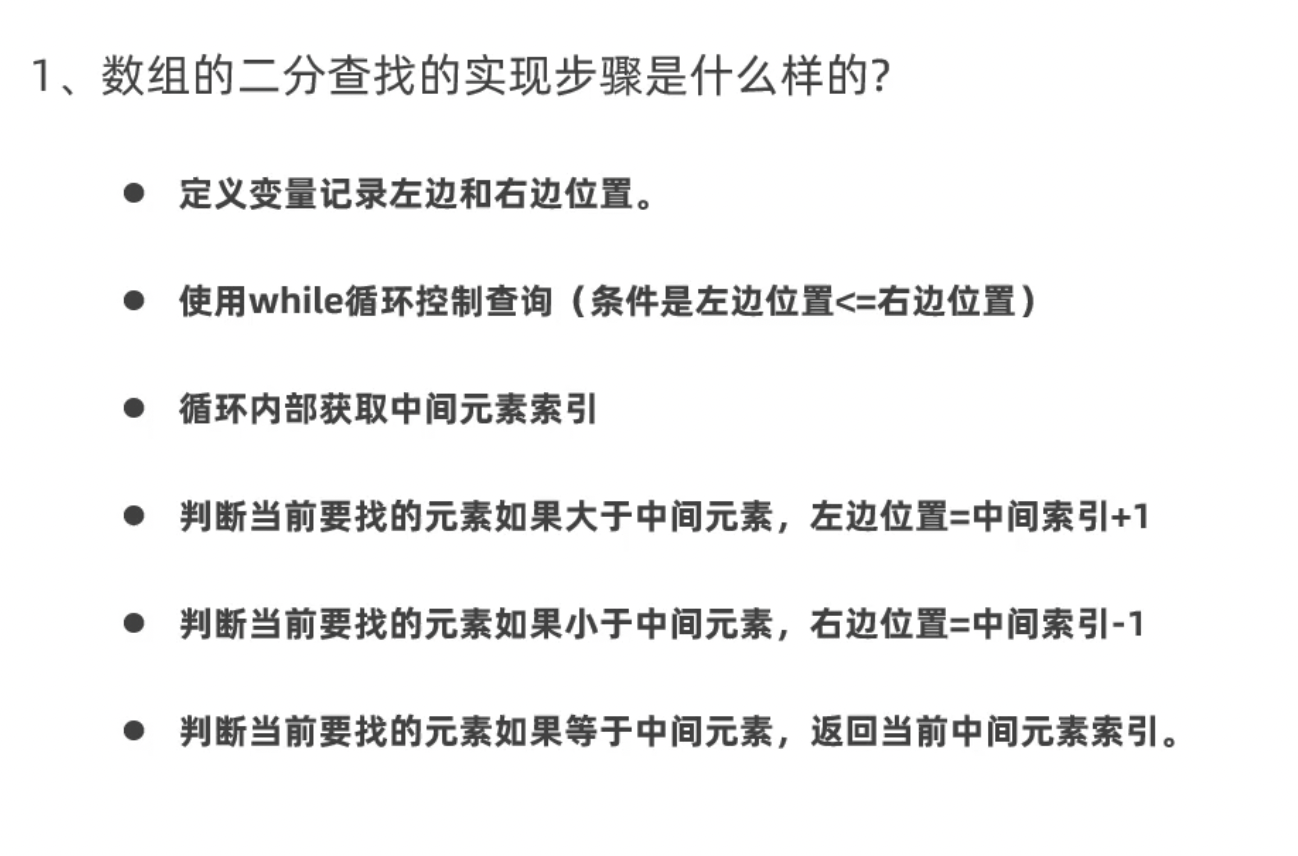 1、数组的二分查找的实现步骤是什么样的?
● 定义变量记录左边和右边位置。
● 使用while循环控制查询（条件是左边位置<=右边位置）
● 循环内部获取中间元素索引
● 判断当前要找的元素如果大于中间元素，左边位置=中间索引+1
● 判断当前要找的元素如果小于中间元素，右边位置=中间索引-1
● 判断当前要找的元素如果等于中间元素，返回当前中间元素索引。